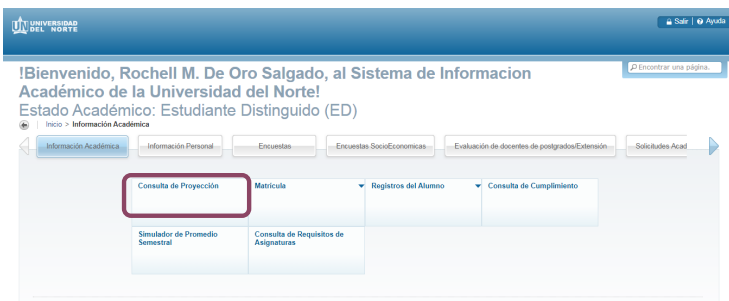 UN UNIVERSIDAD
DEL NORTE
Salir | Ayuda
Encontrar una página.
!Bienvenido, Rochell M. De Oro Salgado, al Sistema de Informacion
Académico de la Universidad del Norte!
Estado Académico: Estudiante Distinguido (ED)
Inicio > Información Académica
Información Académica
Información Personal
Encuestas
Encuestas SocioEconomicas
Evaluación de docentes de postgrados/Extensión
Solicitudes Acad
Consulta de Proyección
Matrícula
Registros del Alumno
Consulta de Cumplimiento
Simulador de Promedio
Semestral
Consulta de Requisitos de
Asignaturas